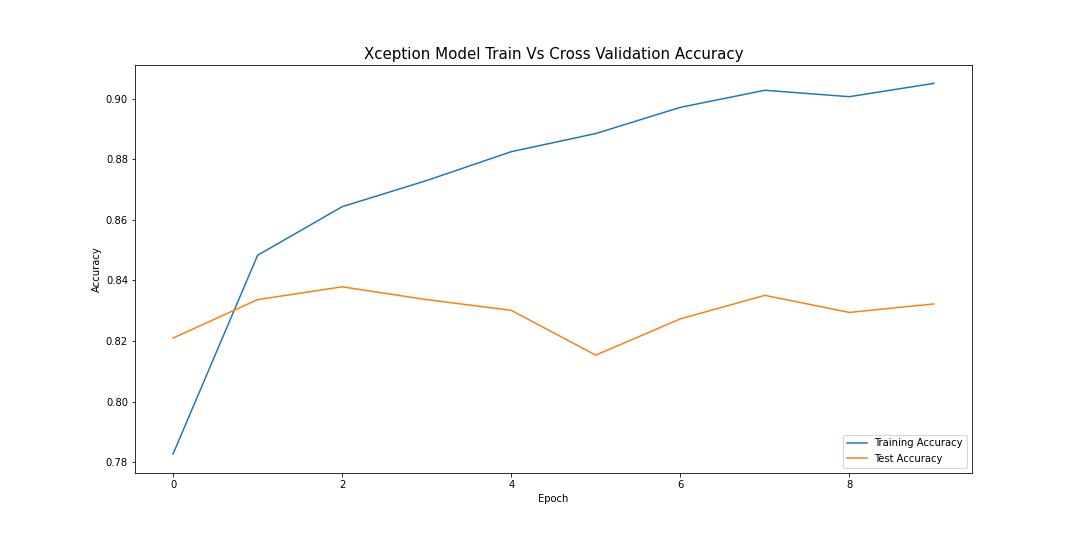 Xception Model Train Vs Cross Validation Accuracy
0.90
0.88
0.86
0.84
0.82
0.80
0.78
Accuracy
Training Accuracy
Test Accuracy
0 2 4 6 8
Epoch